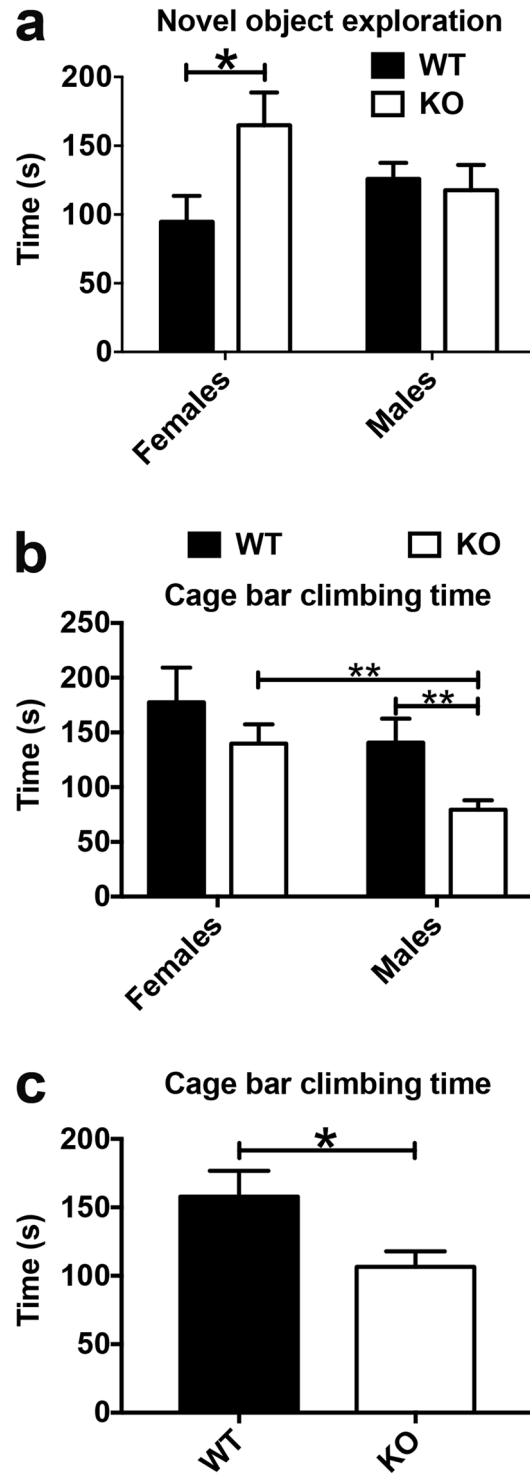 a
Novel object exploration
*
WT
KO
200
150
100
50
0
Time (s)
Females
Males
b
WT
KO
Cage bar climbing time
250
200
150
100
50
0
Time (s)
**
**
Females
Males
c
Cage bar climbing time
200
150
100
50
0
Time (s)
*
WT
KO